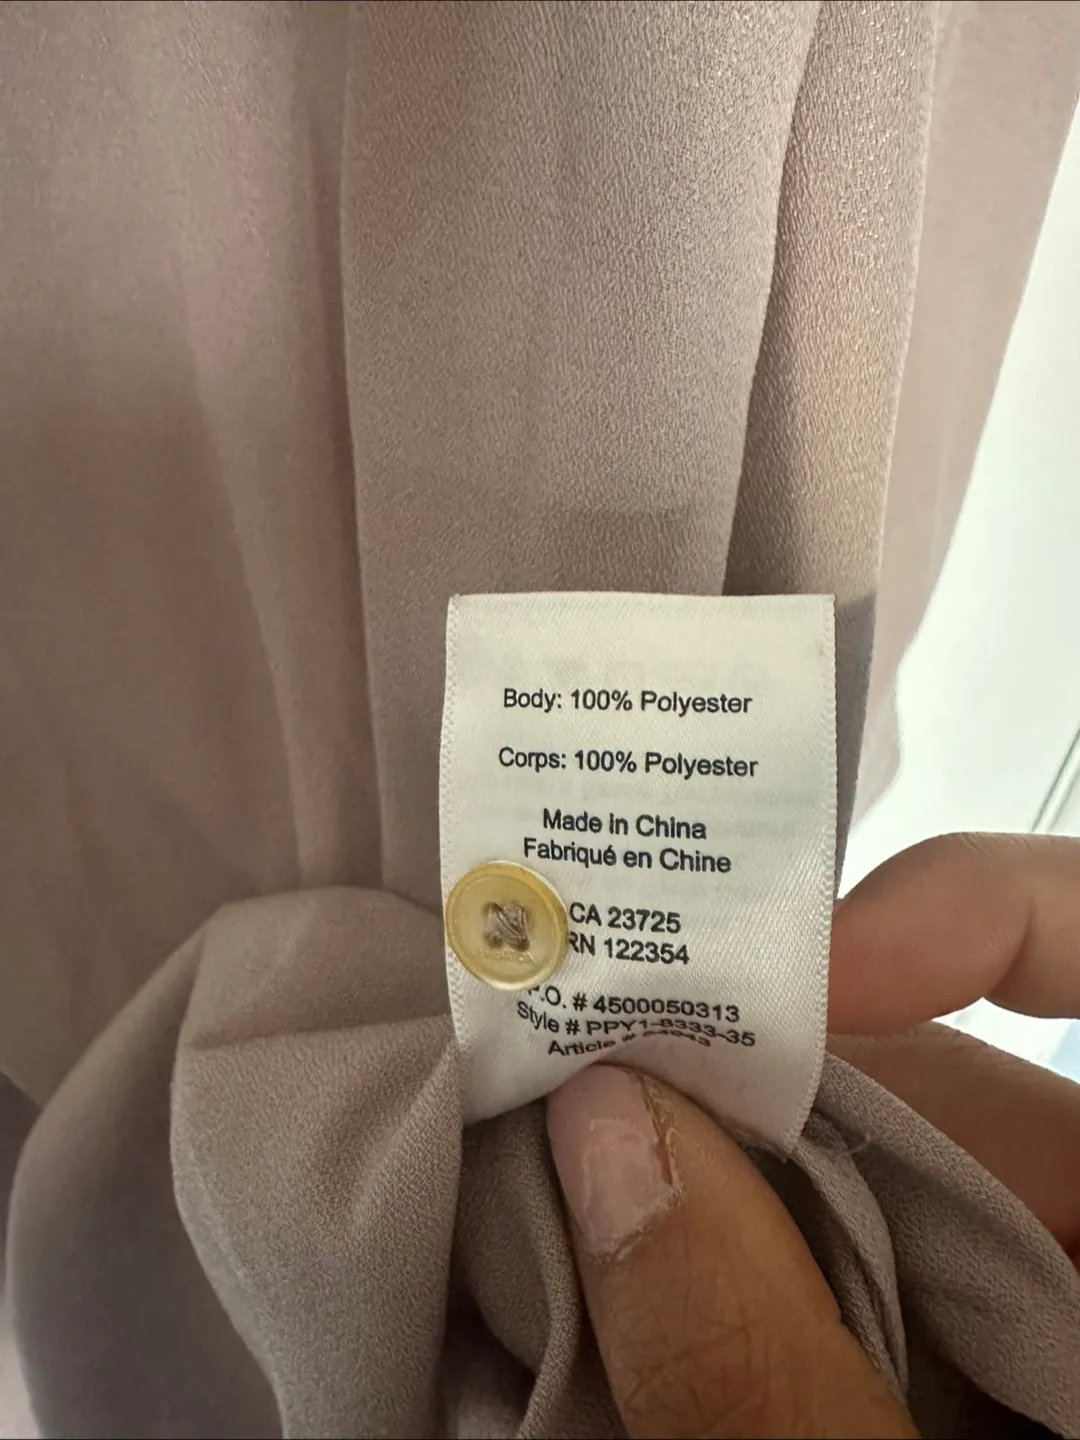 Body: 100% Polyester
Corps: 100% Polyester
Made in China
Fabriqué en Chine
CA 23725
RN 122354
P.O. # 4500050313
Style # PPY1-8333-35
Article #